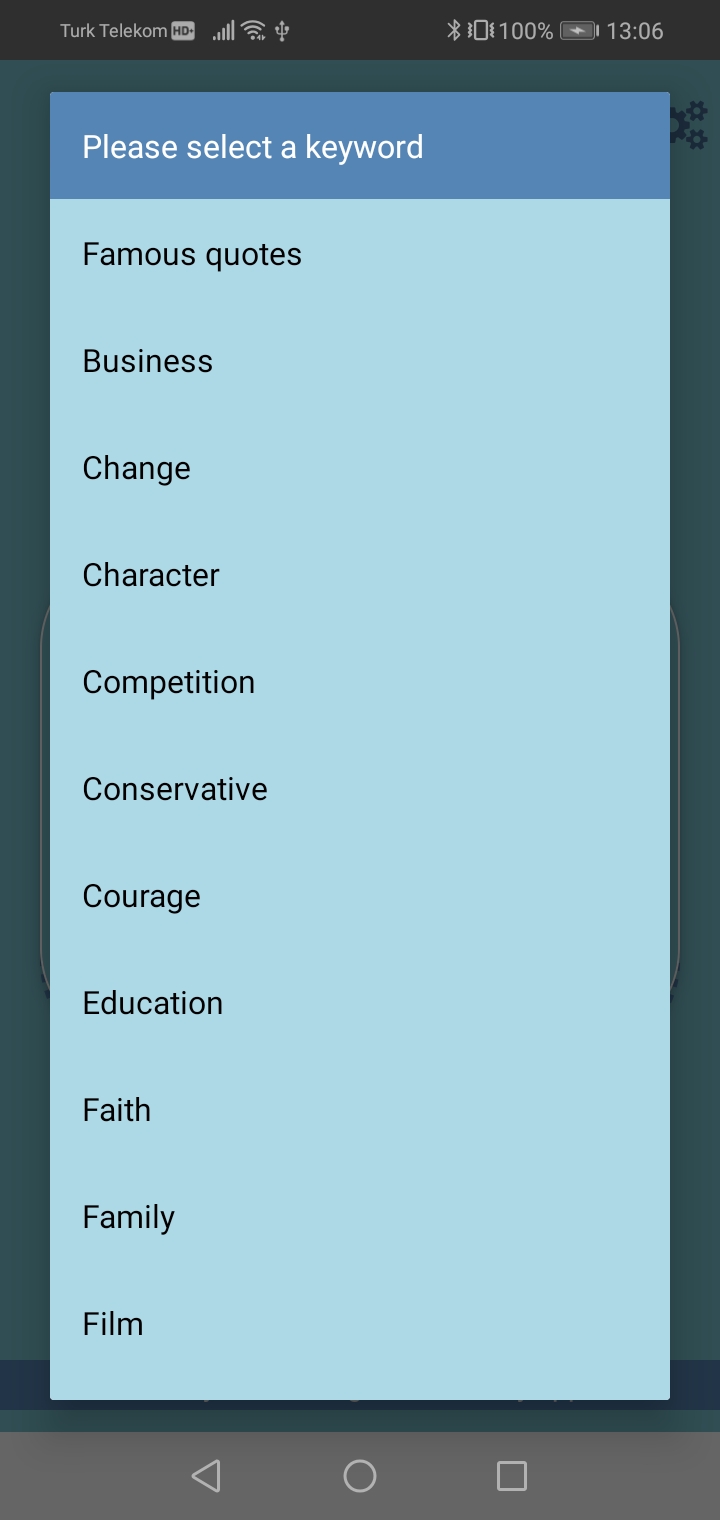 Turk Telekom HD+ 100% 13:06
Please select a keyword
Famous quotes
Business
Change
Character
Competition
Conservative
Courage
Education
Faith
Family
Film